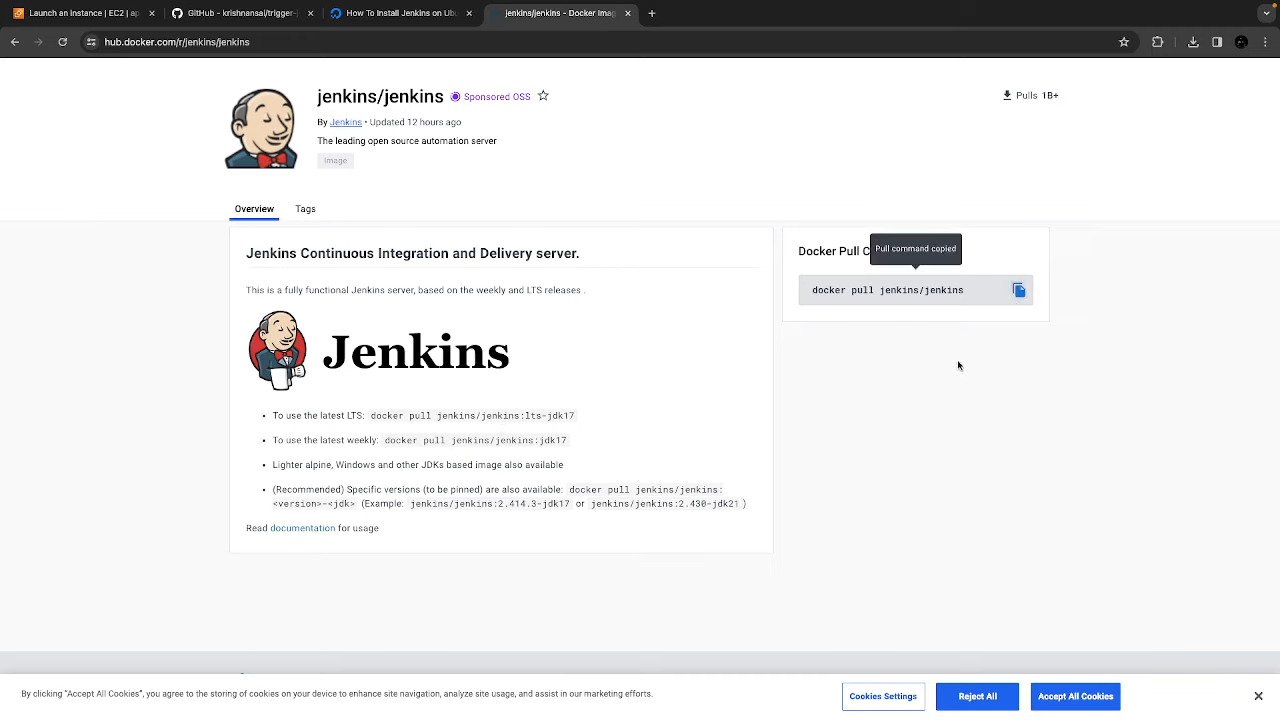 Launch an Instance | EC2 | ap
GitHub - krishnansaj/trigger-j
How To Install Jenkins on Ubu
jenkins/jenkins - Docker Imag
hub.docker.com/r/jenkins/jenkins
jenkins/jenkins Sponsored OSS
Pulls 1B+
By Jenkins • Updated 12 hours ago
The leading open source automation server
Image
Overview Tags
Jenkins Continuous Integration and Delivery server.
Docker Pull C
Pull command copied
docker pull jenkins/jenkins
This is a fully functional Jenkins server, based on the weekly and LTS releases .
Jenkins
• To use the latest LTS: docker pull jenkins/jenkins:lts-jdk17
• To use the latest weekly: docker pull jenkins/jenkins:jdk17
• Lighter alpine, Windows and other JDKs based image also available
• (Recommended) Specific versions (to be pinned) are also available: docker pull jenkins/jenkins:
<version>-<jdk> (Example: jenkins/jenkins:2.414.3-jdk17 or jenkins/jenkins:2.430-jdk21 )
Read documentation for usage
By clicking "Accept All Cookies", you agree to the storing of cookies on your device to enhance site navigation, analyze site usage, and assist in our marketing efforts.
Cookies Settings
Reject All
Accept All Cookies